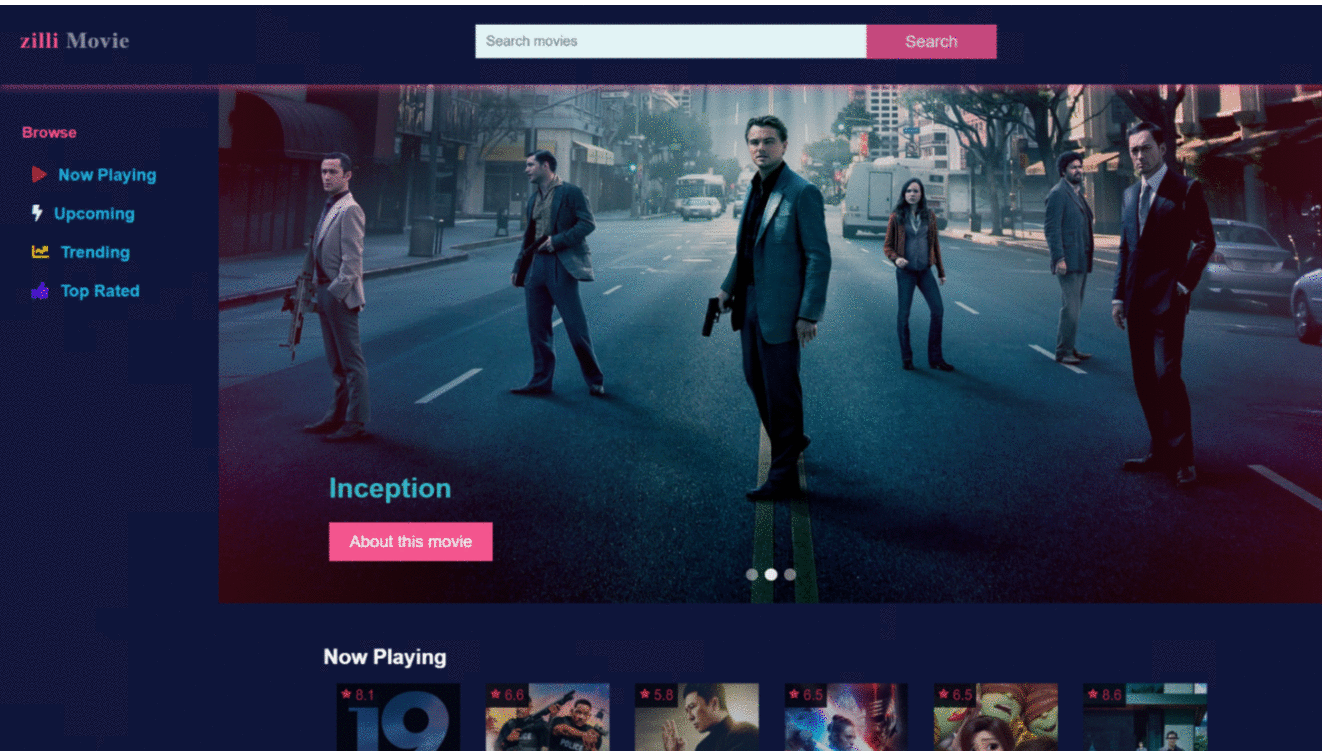 zilli Movie
Search movies
Search
Browse
Now Playing
Upcoming
Trending
Top Rated
Inception
About this movie
Now Playing
8.1
6.6
5.8
6.5
6.5
8.6
19
POLICE